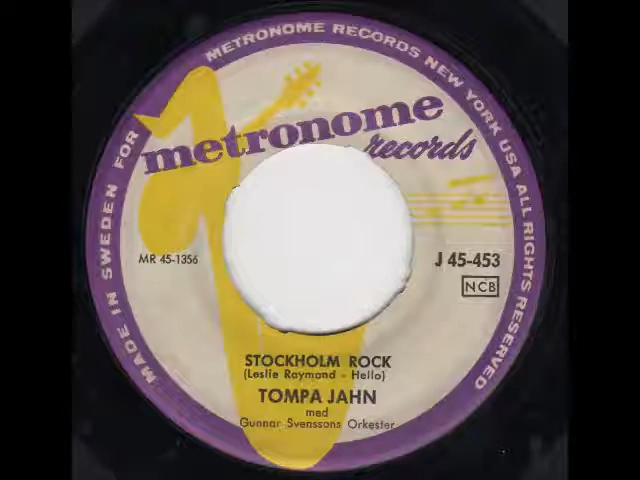 MADE IN SWEDEN FOR METRONOME RECORDS NEW YORK USA ALL RIGHTS RESERVED
metronome
records
MR 45-1356
J 45-453
NCB
STOCKHOLM ROCK
(Leslie Raymond - Hello)
TOMPA JAHN
med
Gunnar Svenssons Orkester